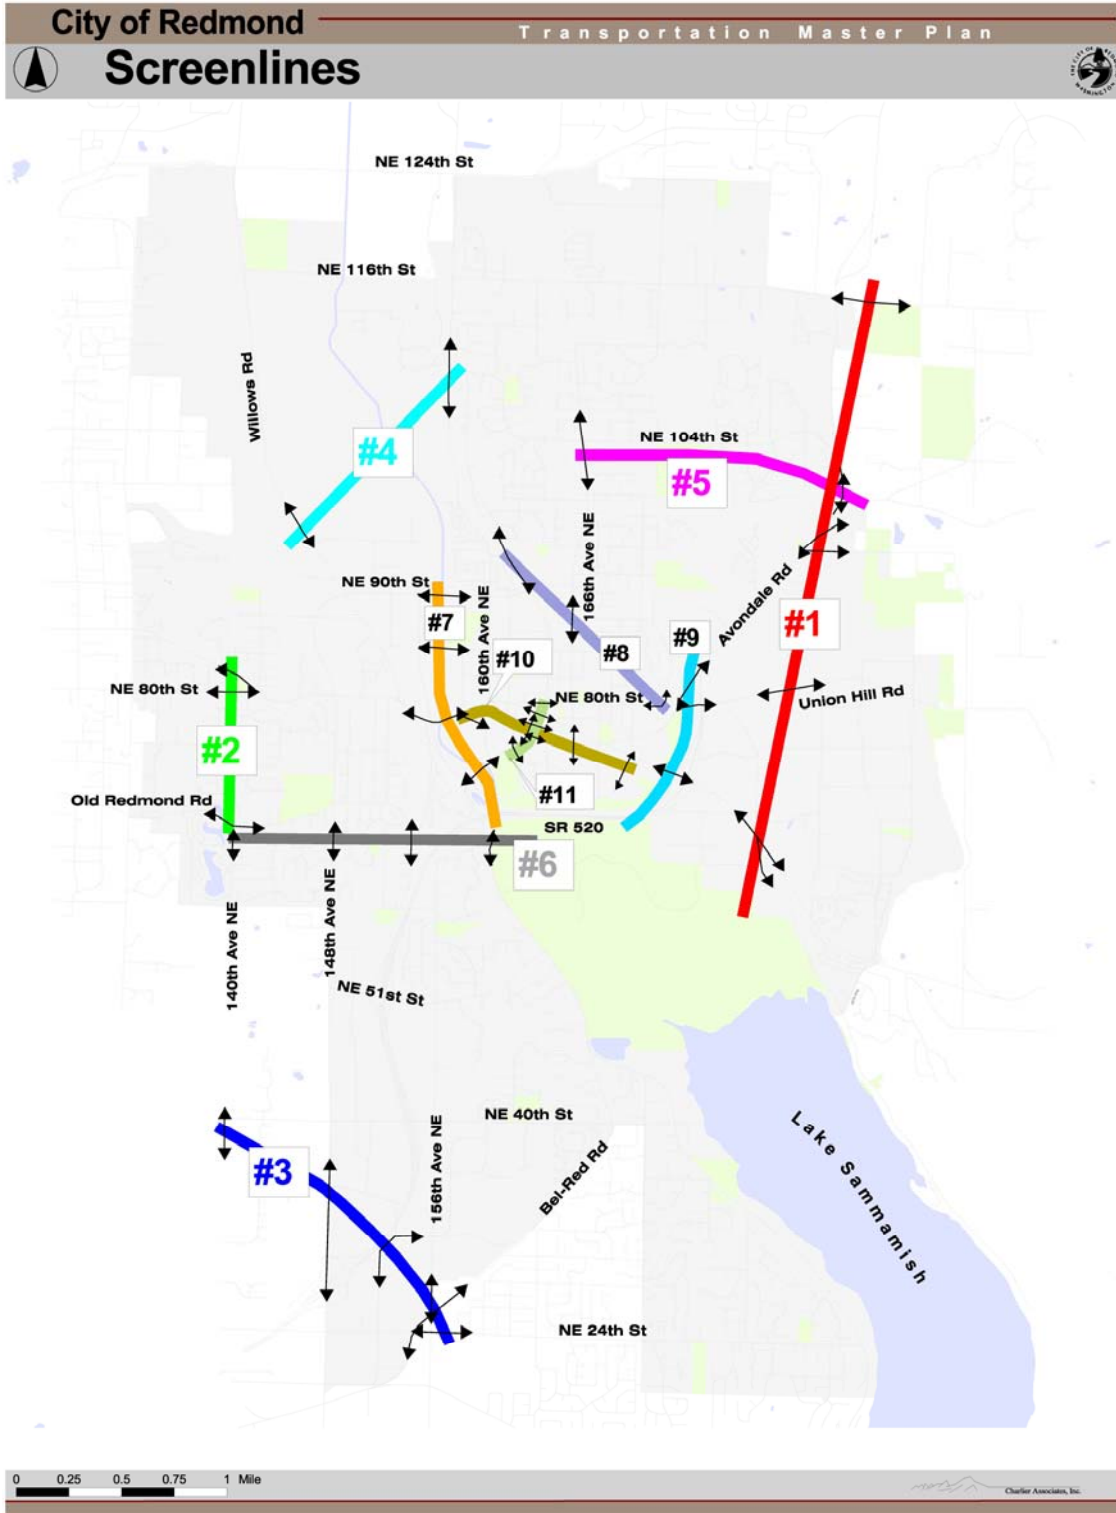 City of Redmond
Transportation Master Plan
Screenlines
NE 124th St
NE 116th St
Willows Rd
#4
NE 104th St
#5
166th Ave NE
NE 90th St
#7
160th Ave NE
#10
#8
#9
Avondale Rd
#1
NE 80th St
NE 80th St
Union Hill Rd
#2
Old Redmond Rd
#11
SR 520
#6
140th Ave NE
148th Ave NE
NE 51st St
156th Ave NE
NE 40th St
#3
Bel-Red Rd
Lake Sammamish
NE 24th St
0 0.25 0.5 0.75 1 Mile
Charlier Associates, Inc.